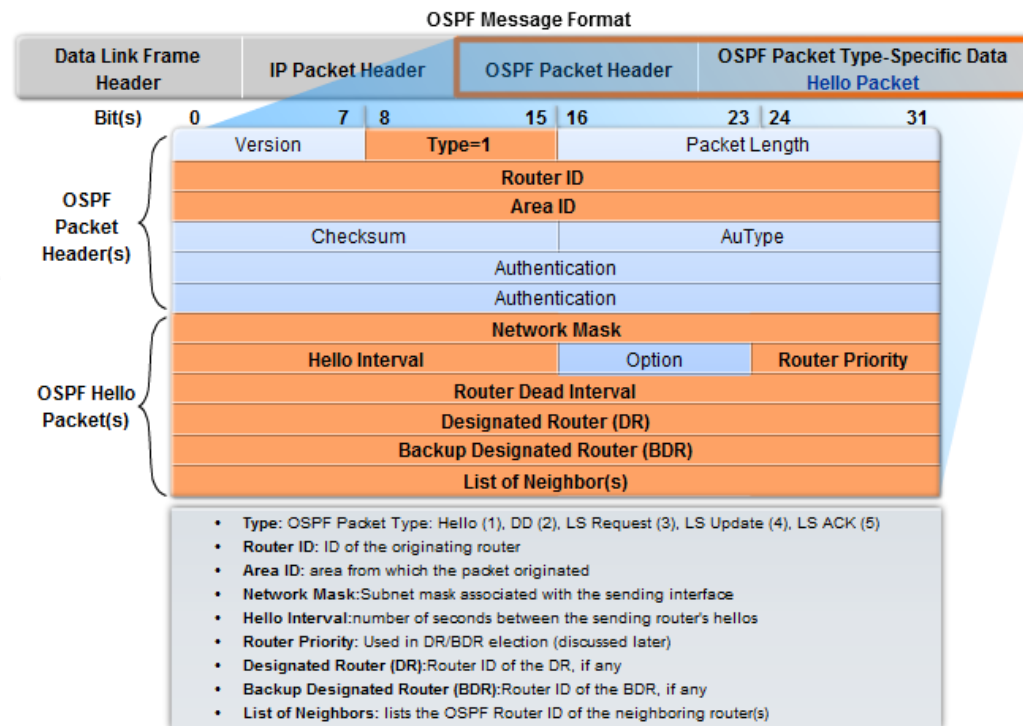 OSPF Message Format
Data Link Frame Header
IP Packet Header
OSPF Packet Header
OSPF Packet Type-Specific Data
Hello Packet
Bit(s) 0 7 8 15 16 23 24 31
OSPF Packet Header(s)
Version Type=1 Packet Length
Router ID
Area ID
Checksum AuType
Authentication
Authentication
OSPF Hello Packet(s)
Network Mask
Hello Interval Option Router Priority
Router Dead Interval
Designated Router (DR)
Backup Designated Router (BDR)
List of Neighbor(s)
• Type: OSPF Packet Type: Hello (1), DD (2), LS Request (3), LS Update (4), LS ACK (5)
• Router ID: ID of the originating router
• Area ID: area from which the packet originated
• Network Mask:Subnet mask associated with the sending interface
• Hello Interval:number of seconds between the sending router's hellos
• Router Priority: Used in DR/BDR election (discussed later)
• Designated Router (DR):Router ID of the DR, if any
• Backup Designated Router (BDR):Router ID of the BDR, if any
• List of Neighbors: lists the OSPF Router ID of the neighboring router(s)